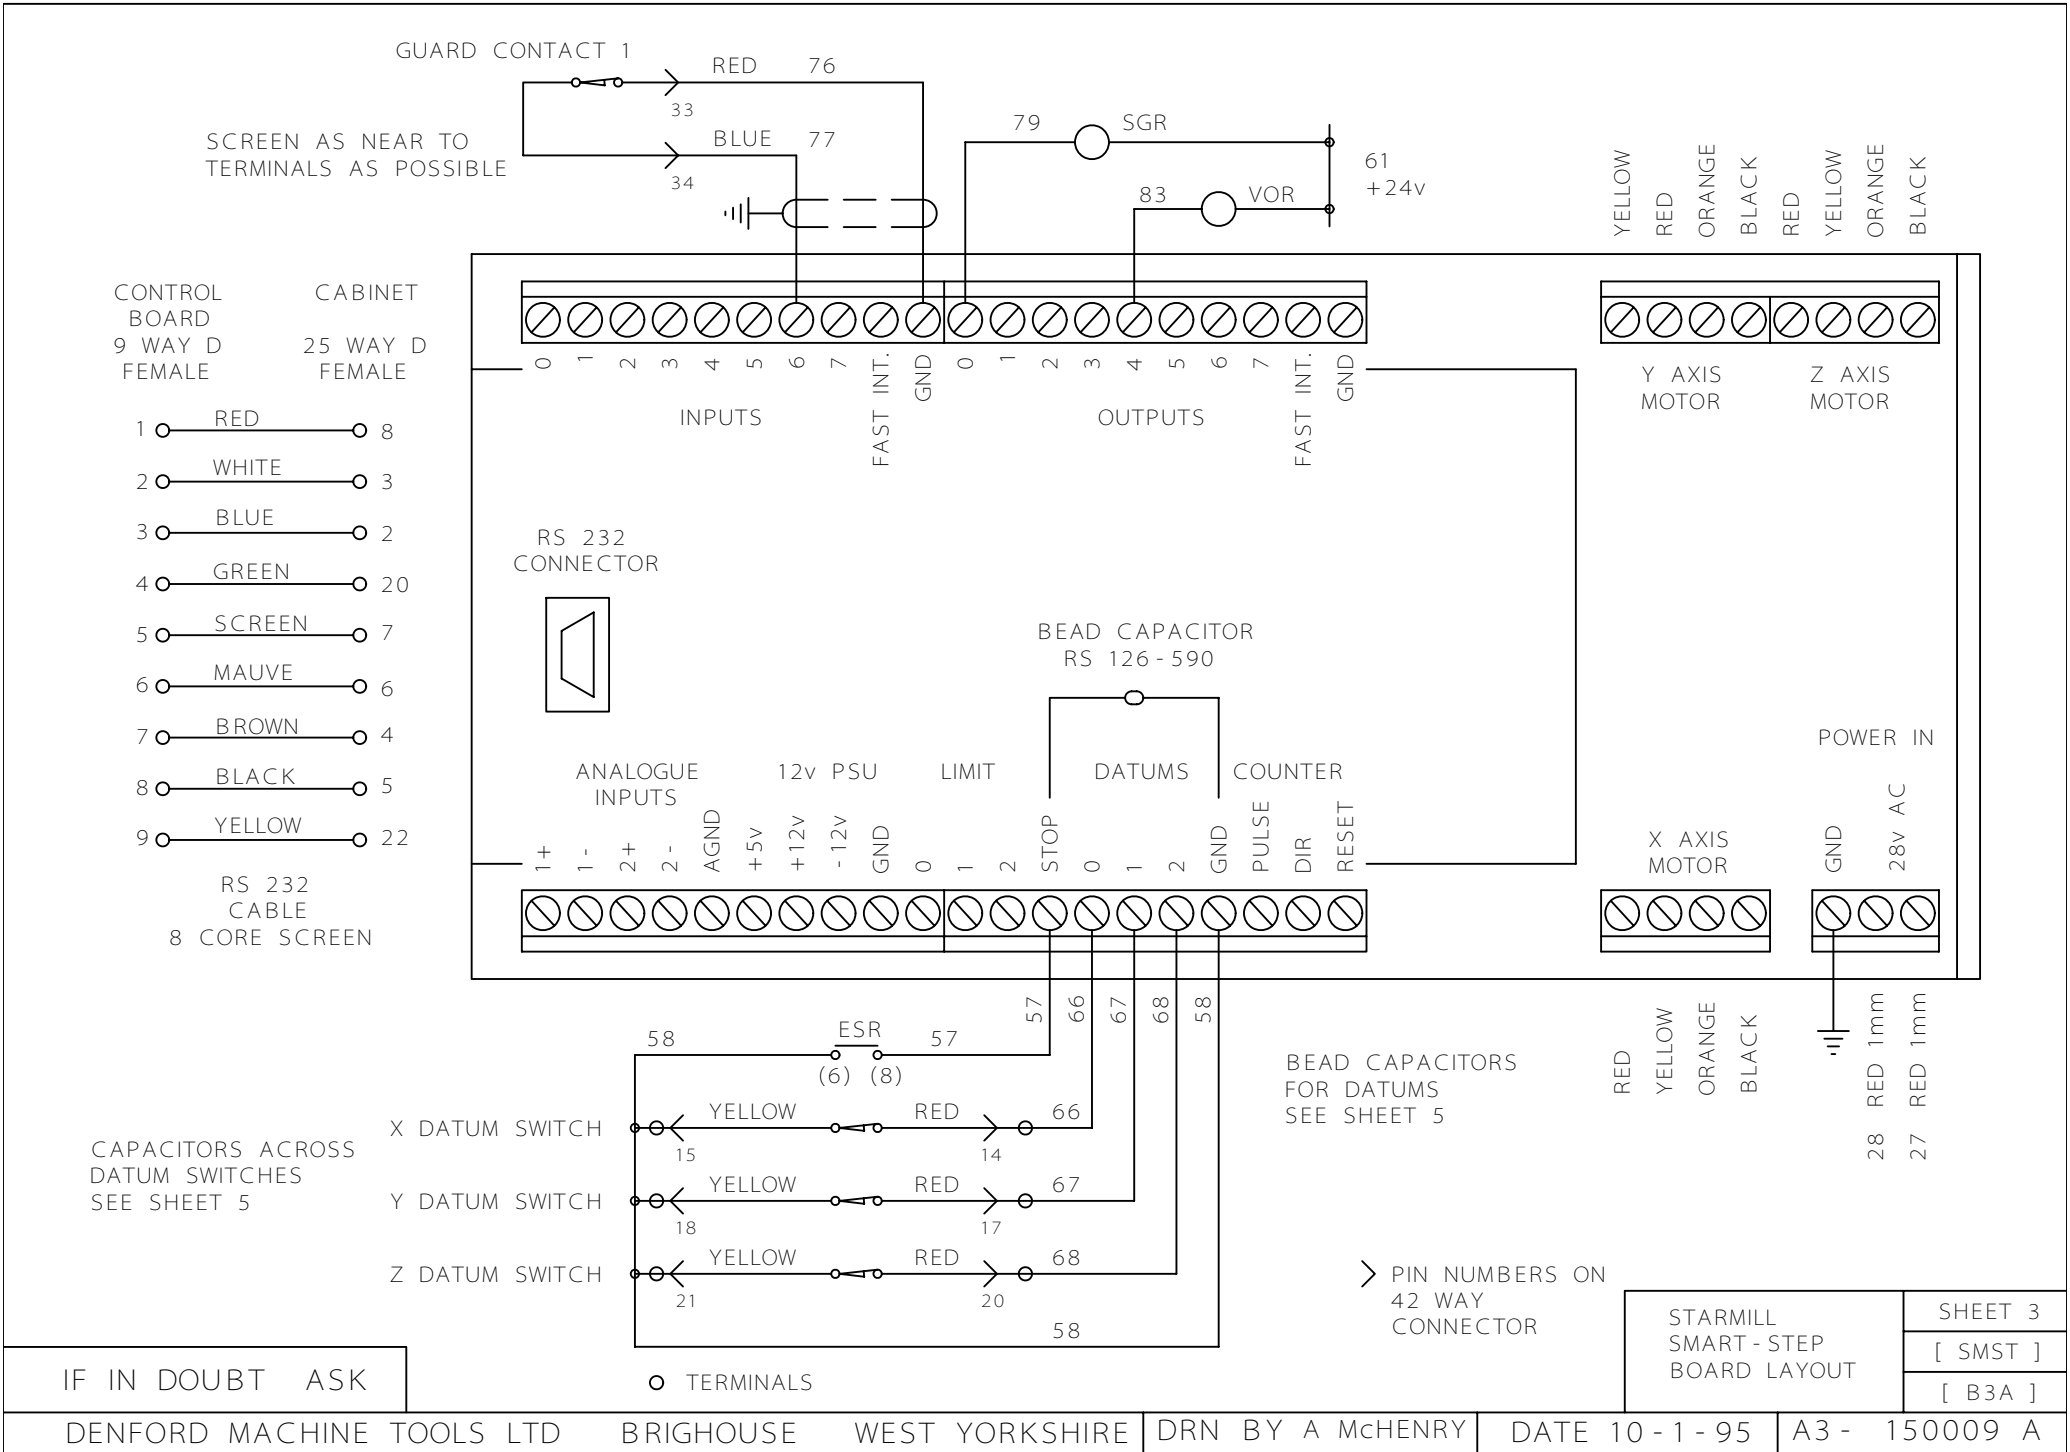 GUARD CONTACT 1
RED 76
33
SCREEN AS NEAR TO
TERMINALS AS POSSIBLE
BLUE 77
34
79 SGR
83 VOR
61
+24v
YELLOW
RED
ORANGE
BLACK
RED
YELLOW
ORANGE
BLACK
CONTROL
BOARD
9 WAY D
FEMALE
CABINET
25 WAY D
FEMALE
1 RED 8
2 WHITE 3
3 BLUE 2
4 GREEN 20
5 SCREEN 7
6 MAUVE 6
7 BROWN 4
8 BLACK 5
9 YELLOW 22
RS 232
CABLE
8 CORE SCREEN
0 1 2 3 4 5 6 7 FAST INT. GND
INPUTS
0 1 2 3 4 5 6 7 FAST INT. GND
OUTPUTS
Y AXIS
MOTOR
Z AXIS
MOTOR
RS 232
CONNECTOR
BEAD CAPACITOR
RS 126-590
POWER IN
ANALOGUE
INPUTS
12v PSU
LIMIT
DATUMS
COUNTER
1+ 1- 2+ 2- AGND +5v +12v -12v GND 0 1 2 STOP 0 1 2 GND PULSE DIR RESET
X AXIS
MOTOR
GND
28v AC
57 66 67 68 58
58 ESR 57
(6) (8)
X DATUM SWITCH YELLOW RED 66
15 14
Y DATUM SWITCH YELLOW RED 67
18 17
Z DATUM SWITCH YELLOW RED 68
21 20
58
CAPACITORS ACROSS
DATUM SWITCHES
SEE SHEET 5
BEAD CAPACITORS
FOR DATUMS
SEE SHEET 5
RED
YELLOW
ORANGE
BLACK
28 RED 1mm
27 RED 1mm
PIN NUMBERS ON
42 WAY
CONNECTOR
TERMINALS
IF IN DOUBT ASK
STARMILL
SMART-STEP
BOARD LAYOUT
SHEET 3
[ SMST ]
[ B3A ]
DENFORD MACHINE TOOLS LTD BRIGHOUSE WEST YORKSHIRE
DRN BY A McHENRY
DATE 10-1-95
A3- 150009 A